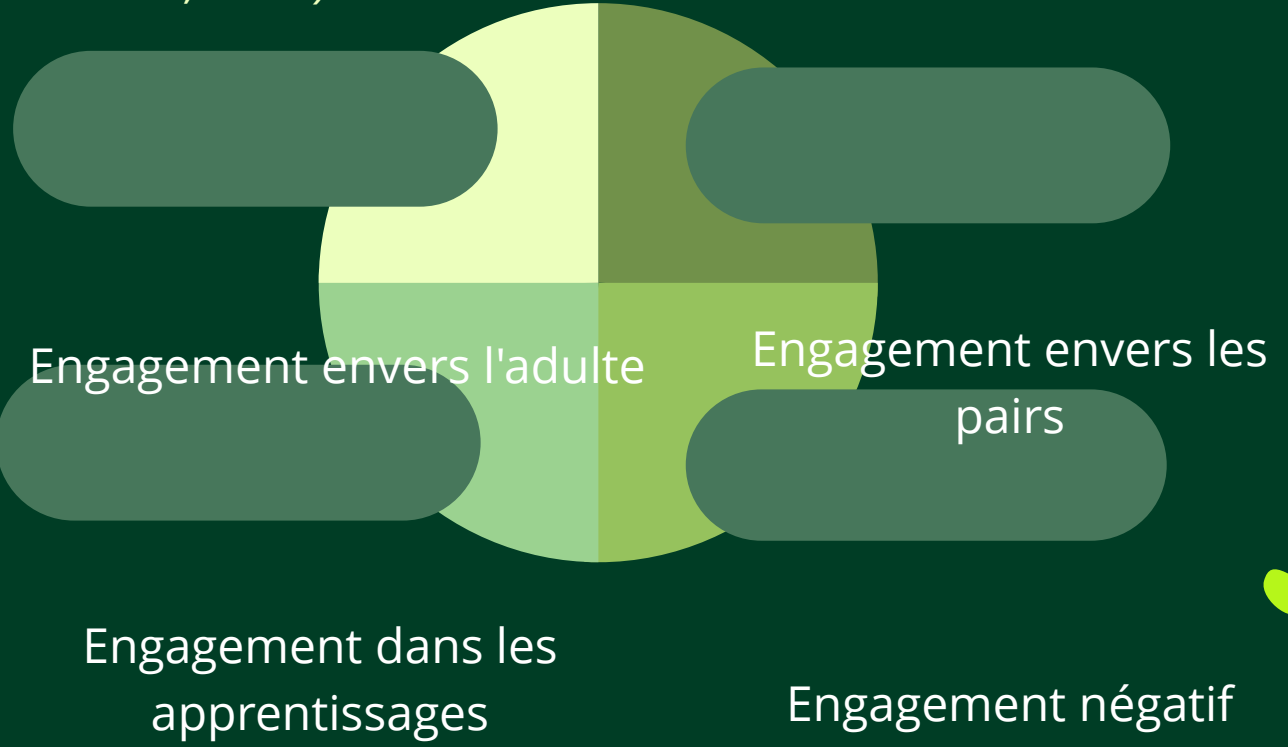 Engagement envers l'adulte
Engagement envers les
pairs
Engagement dans les
apprentissages
Engagement négatif